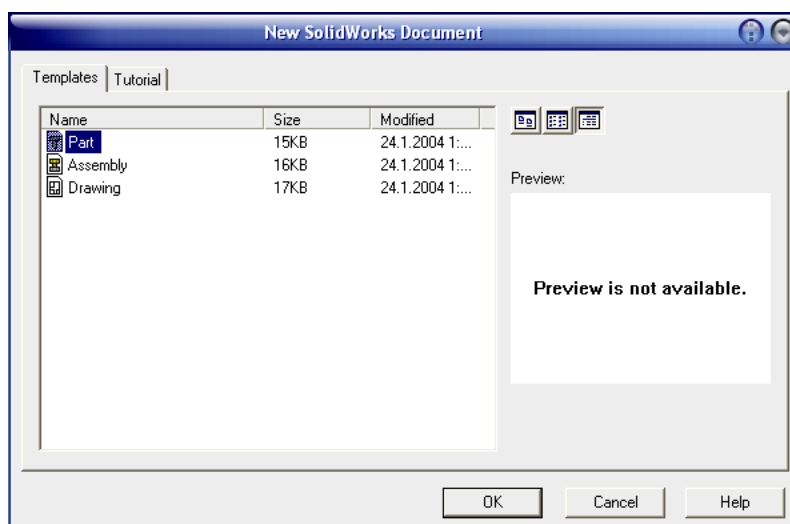 New SolidWorks Document
Templates Tutorial
Name Size Modified
Part 15KB 24.1.2004 1:...
Assembly 16KB 24.1.2004 1:...
Drawing 17KB 24.1.2004 1:...
Preview:
Preview is not available.
OK Cancel Help